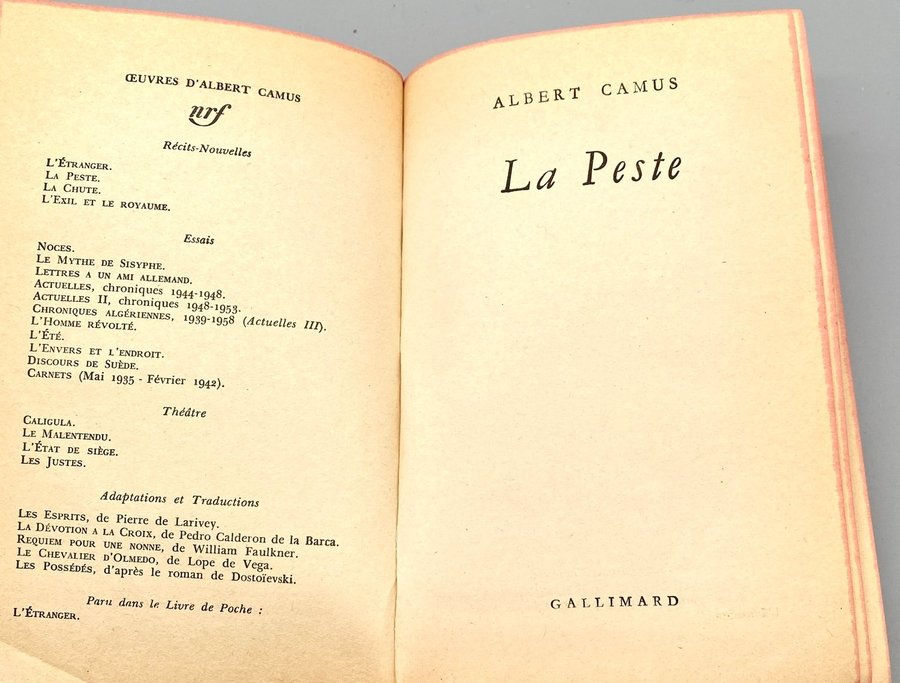 ŒUVRES D'ALBERT CAMUS
nrf
Récits-Nouvelles
L'ÉTRANGER.
LA PESTE.
LA CHUTE.
L'EXIL ET LE ROYAUME.
Essais
NOCES.
LE MYTHE DE SISYPHE.
LETTRES A UN AMI ALLEMAND.
ACTUELLES, chroniques 1944-1948.
ACTUELLES II, chroniques 1948-1953.
CHRONIQUES ALGÉRIENNES, 1939-1958 (Actuelles III).
L'HOMME RÉVOLTÉ.
L'ÉTÉ.
L'ENVERS ET L'ENDROIT.
DISCOURS DE SUÈDE.
CARNETS (Mai 1935 - Février 1942).
Théâtre
CALIGULA.
LE MALENTENDU.
L'ÉTAT DE SIÈGE.
LES JUSTES.
Adaptations et Traductions
LES ESPRITS, de Pierre de Larivey.
LA DÉVOTION A LA CROIX, de Pedro Calderon de la Barca.
REQUIEM POUR UNE NONNE, de William Faulkner.
LE CHEVALIER D'OLMEDO, de Lope de Vega.
LES POSSÉDÉS, d'après le roman de Dostoïevski.
Paru dans le Livre de Poche :
L'ÉTRANGER.
ALBERT CAMUS
La Peste
GALLIMARD